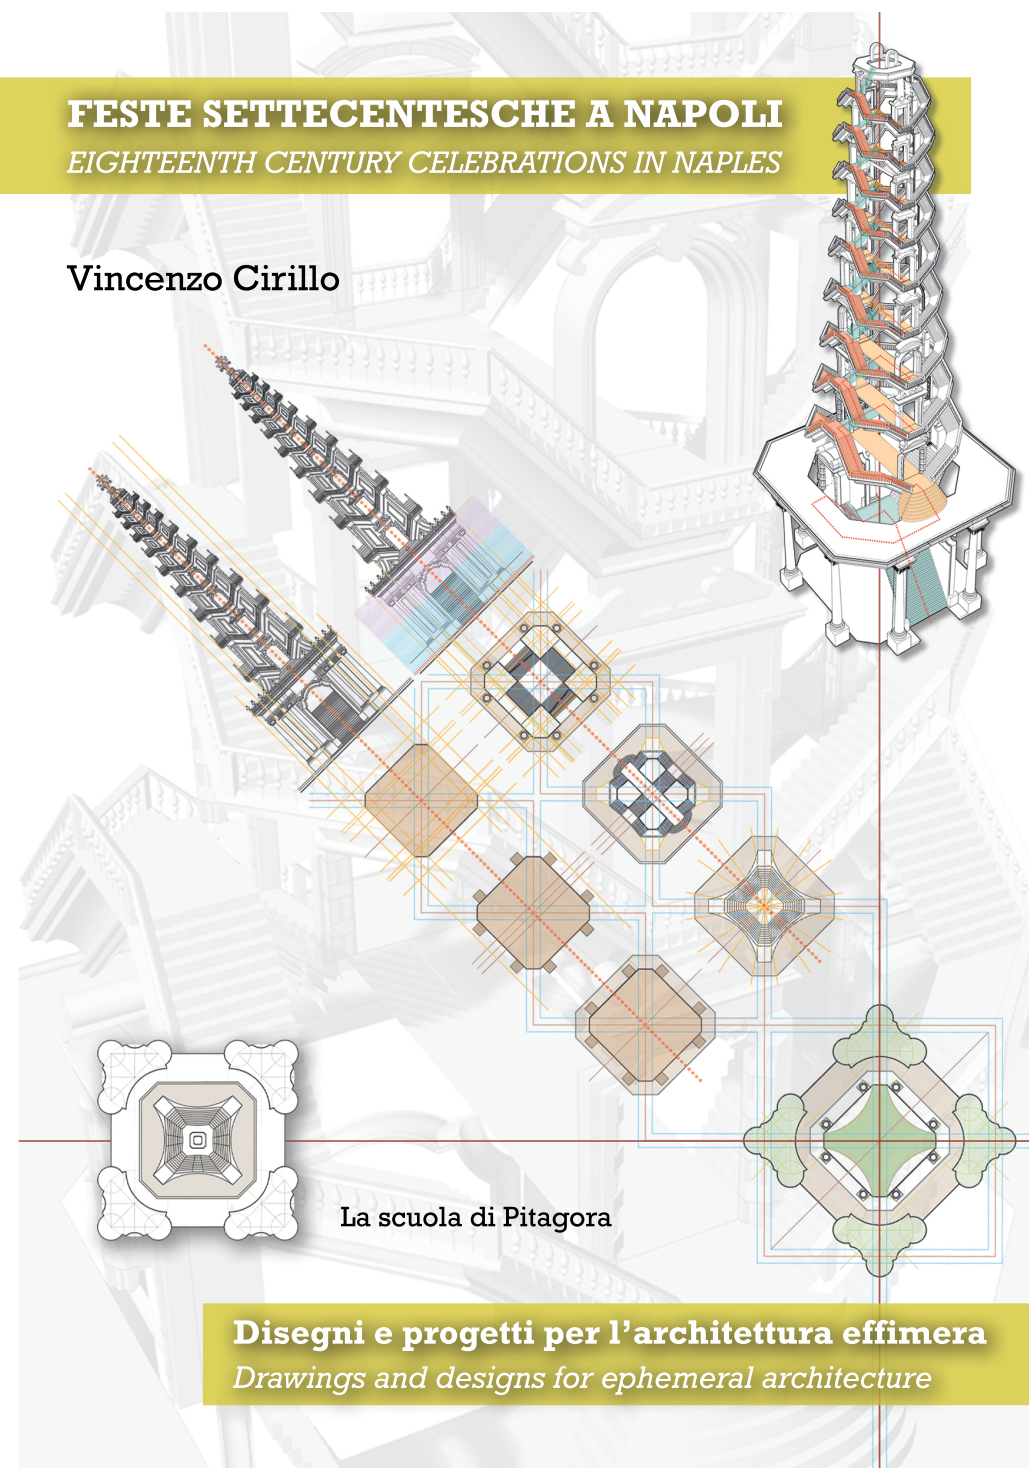 FESTE SETTECENTESCHE A NAPOLI
EIGHTEENTH CENTURY CELEBRATIONS IN NAPLES
Vincenzo Cirillo
La scuola di Pitagora
Disegni e progetti per l'architettura effimera
Drawings and designs for ephemeral architecture